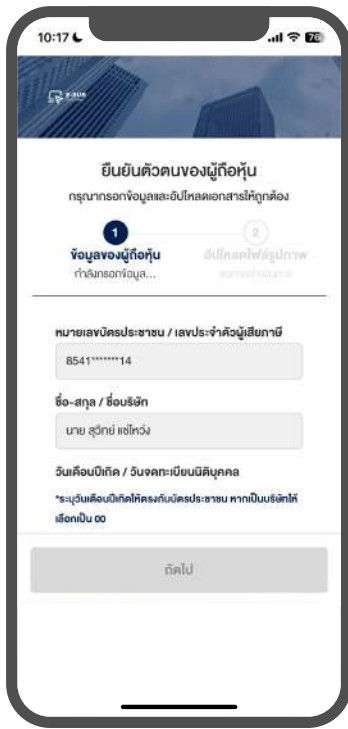 10:17
76
ยืนยันตัวตนของผู้ถือหุ้น
กรุณากรอกข้อมูลและอัปโหลดเอกสารให้ถูกต้อง
1
2
ข้อมูลของผู้ถือหุ้น
อัปโหลดไฟล์รูปภาพ
กำลังกรอกข้อมูล...
หมายเลขบัตรประชาชน / เลขประจำตัวผู้เสียภาษี
8541*******14
ชื่อ-สกุล / ชื่อบริษัท
นาย สุวิทย์ แซ่ไหว่ง
วันเดือนปีเกิด / วันจดทะเบียนนิติบุคคล
*ระบุวันเดือนปีเกิดให้ตรงกับบัตรประชาชน หากเป็นบริษัทให้
เลือกเป็น 00
ถัดไป